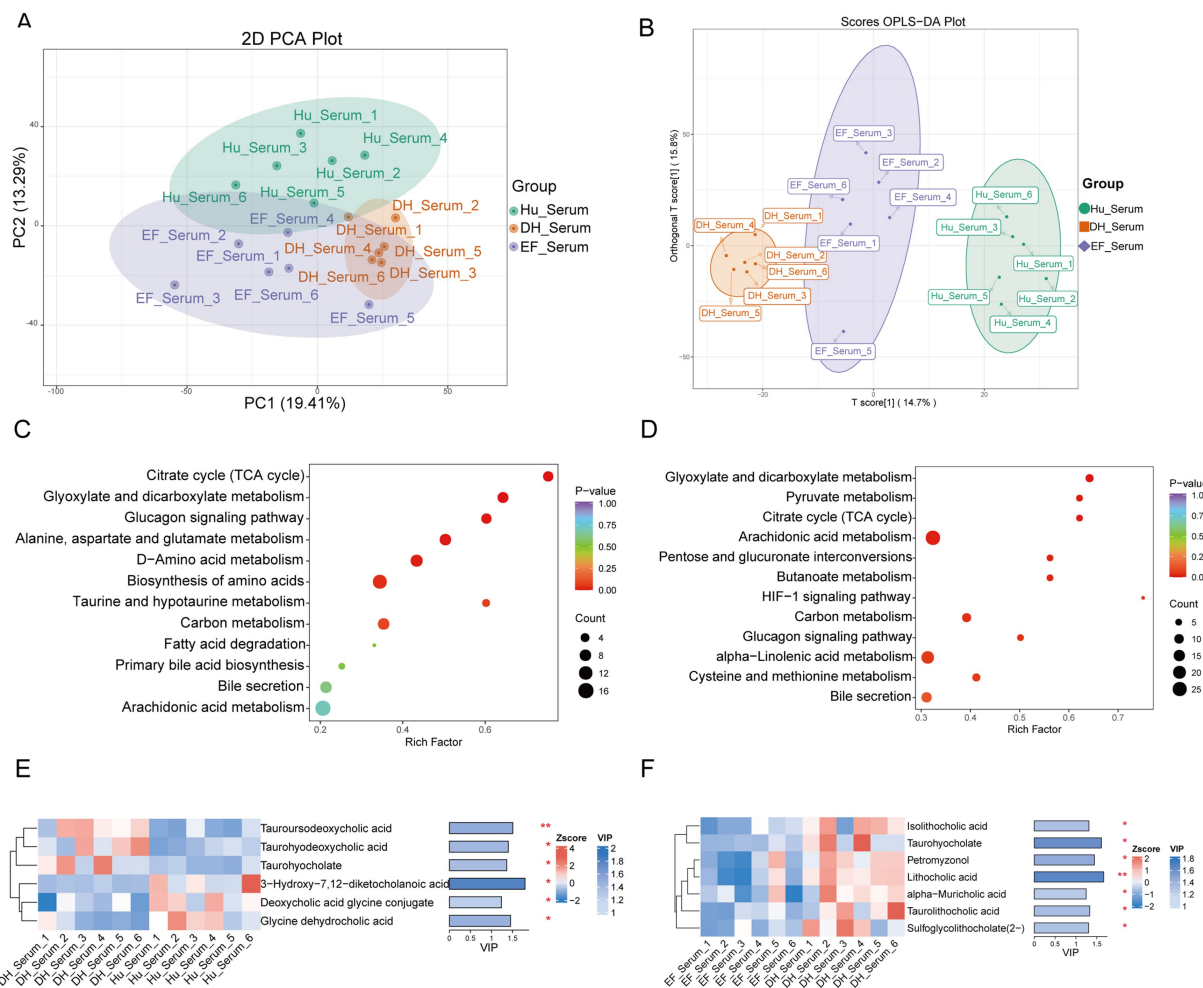 A
2D PCA Plot
Hu_Serum_1
Hu_Serum_4
Hu_Serum_3
Hu_Serum_2
Hu_Serum_6
Hu_Serum_5
EF_Serum_4
DH_Serum_2
EF_Serum_2
DH_Serum_1
EF_Serum_1
DH_Serum_4
DH_Serum_5
EF_Serum_3
EF_Serum_6
DH_Serum_6
DH_Serum_3
EF_Serum_5
40
0
-40
-100
-50
0
50
PC2 (13.29%)
PC1 (19.41%)
Group
Hu_Serum
DH_Serum
EF_Serum
B
Scores OPLS-DA Plot
EF_Serum_3
EF_Serum_2
EF_Serum_6
EF_Serum_4
EF_Serum_1
EF_Serum_5
DH_Serum_1
DH_Serum_4
DH_Serum_2
DH_Serum_6
DH_Serum_3
DH_Serum_5
Hu_Serum_6
Hu_Serum_3
Hu_Serum_1
Hu_Serum_5
Hu_Serum_2
Hu_Serum_4
50
0
-50
-20
0
20
Orthogonal T score[1] ( 15.8%)
T score[1] ( 14.7%)
Group
Hu_Serum
DH_Serum
EF_Serum
C
Citrate cycle (TCA cycle)
Glyoxylate and dicarboxylate metabolism
Glucagon signaling pathway
Alanine, aspartate and glutamate metabolism
D-Amino acid metabolism
Biosynthesis of amino acids
Taurine and hypotaurine metabolism
Carbon metabolism
Fatty acid degradation
Primary bile acid biosynthesis
Bile secretion
Arachidonic acid metabolism
0.2
0.4
0.6
Rich Factor
P-value
1.00
0.75
0.50
0.25
0.00
Count
4
8
12
16
D
Glyoxylate and dicarboxylate metabolism
Pyruvate metabolism
Citrate cycle (TCA cycle)
Arachidonic acid metabolism
Pentose and glucuronate interconversions
Butanoate metabolism
HIF-1 signaling pathway
Carbon metabolism
Glucagon signaling pathway
alpha-Linolenic acid metabolism
Cysteine and methionine metabolism
Bile secretion
0.3
0.4
0.5
0.6
0.7
Rich Factor
P-value
1.0
0.7
0.5
0.2
0.0
Count
5
10
15
20
25
E
Tauroursodeoxycholic acid
Taurohyodeoxycholic acid
Taurohyocholate
3-Hydroxy-7,12-diketocholanoic acid
Deoxycholic acid glycine conjugate
Glycine dehydrocholic acid
DH_Serum_1
DH_Serum_2
DH_Serum_3
DH_Serum_4
DH_Serum_5
DH_Serum_6
Hu_Serum_1
Hu_Serum_2
Hu_Serum_3
Hu_Serum_4
Hu_Serum_5
Hu_Serum_6
**
*
*
*
*
*
0
0.5
1
1.5
VIP
Zscore
4
2
0
-2
VIP
2
1.8
1.6
1.4
1.2
1
F
Isolithocholic acid
Taurohyocholate
Petromyzonol
Lithocholic acid
alpha-Muricholic acid
Taurolithocholic acid
Sulfoglycolithocholate(2-)
EF_Serum_1
EF_Serum_2
EF_Serum_3
EF_Serum_4
EF_Serum_5
EF_Serum_6
DH_Serum_1
DH_Serum_2
DH_Serum_3
DH_Serum_4
DH_Serum_5
DH_Serum_6
*
*
*
**
*
*
*
0
0.5
1
1.5
VIP
Zscore
2
1
0
-1
-2
VIP
1.8
1.6
1.4
1.2
1